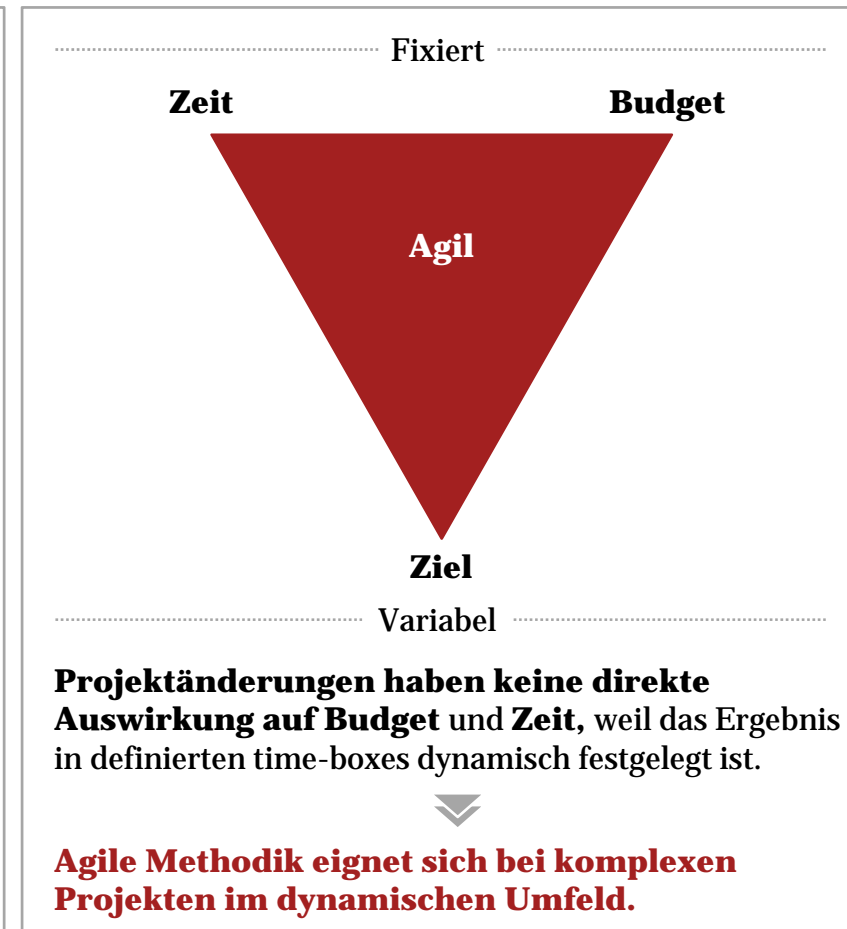 Fixiert
Zeit
Budget
Agil
Ziel
Variabel
Projektänderungen haben keine direkte
Auswirkung auf Budget und Zeit, weil das Ergebnis
in definierten time-boxes dynamisch festgelegt ist.
Agile Methodik eignet sich bei komplexen
Projekten im dynamischen Umfeld.